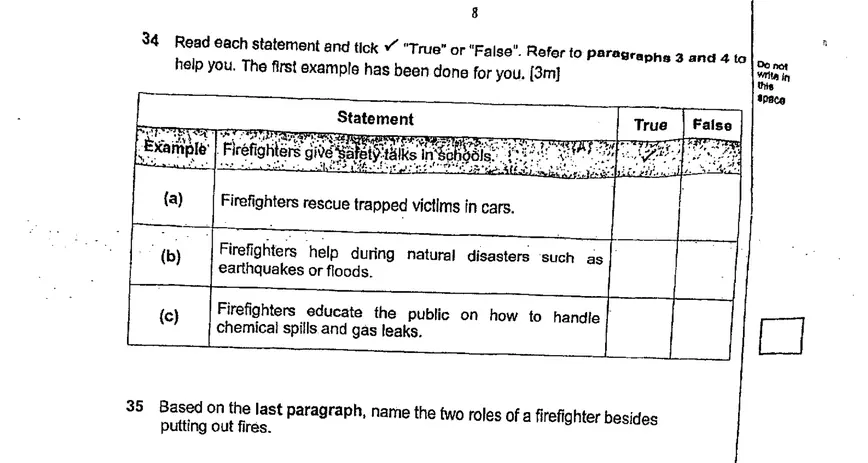 8
34 Read each statement and tick ✓ "True" or "False". Refer to paragraphs 3 and 4 to
help you. The first example has been done for you. [3m]
Do not
write in
this
space
Statement True False
Example Firefighters give safety talks in schools. ✓
(a) Firefighters rescue trapped victims in cars.
(b) Firefighters help during natural disasters such as
earthquakes or floods.
(c) Firefighters educate the public on how to handle
chemical spills and gas leaks.
35 Based on the last paragraph, name the two roles of a firefighter besides
putting out fires.